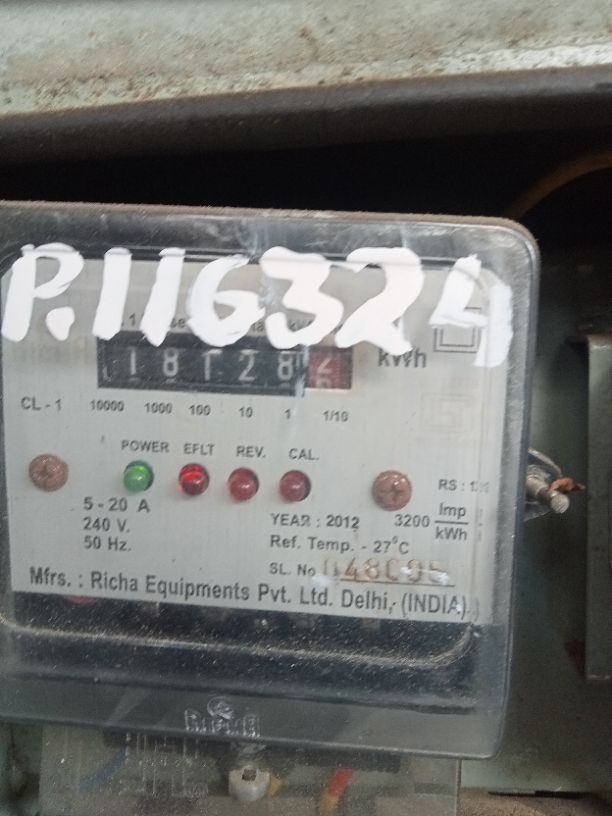 P.116324
18128 2
kWh
CL - 1 10000 1000 100 10 1 1/10
POWER EFLT REV. CAL.
5 - 20 A
240 V.
50 Hz.
YEAR : 2012
3200 Imp/kWh
Ref. Temp. - 27°C
SL. No
Mfrs. : Richa Equipments Pvt. Ltd. Delhi, (INDIA)